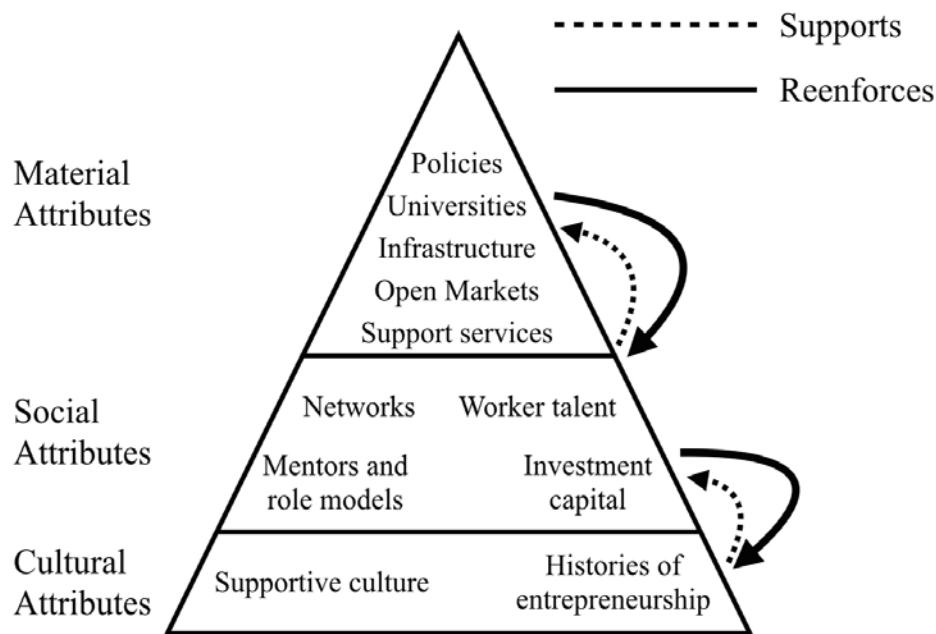 Supports
Reenforces
Material
Attributes
Policies
Universities
Infrastructure
Open Markets
Support services
Social
Attributes
Networks
Worker talent
Mentors and
role models
Investment
capital
Cultural
Attributes
Supportive culture
Histories of
entrepreneurship